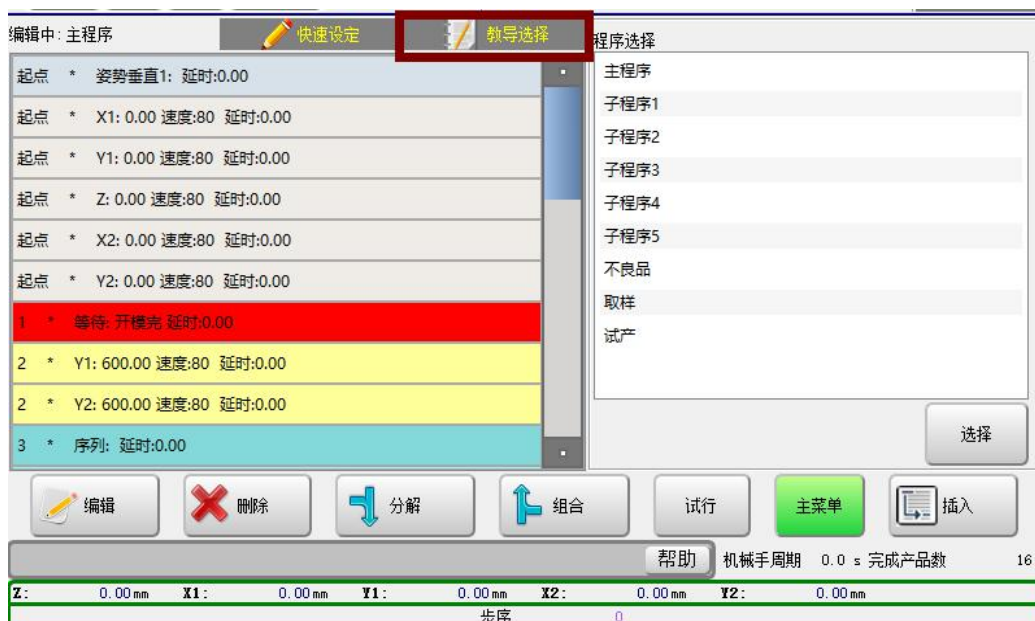 编辑中: 主程序
快速设定
教导选择
程序选择
起点 * 姿势垂直1: 延时:0.00
起点 * X1: 0.00 速度:80 延时:0.00
起点 * Y1: 0.00 速度:80 延时:0.00
起点 * Z: 0.00 速度:80 延时:0.00
起点 * X2: 0.00 速度:80 延时:0.00
起点 * Y2: 0.00 速度:80 延时:0.00
1 * 等待: 开模完 延时:0.00
2 * Y1: 600.00 速度:80 延时:0.00
2 * Y2: 600.00 速度:80 延时:0.00
3 * 序列: 延时:0.00
主程序
子程序1
子程序2
子程序3
子程序4
子程序5
不良品
取样
试产
选择
编辑
删除
分解
组合
试行
主菜单
插入
帮助 机械手周期 0.0 s 完成产品数 16
Z: 0.00mm X1: 0.00mm Y1: 0.00mm X2: 0.00mm Y2: 0.00mm
步序 0